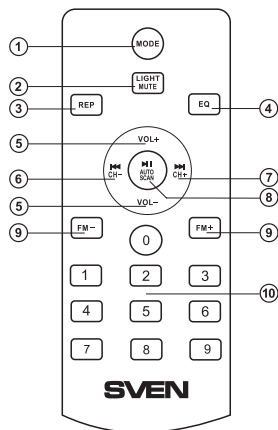 1
MODE
2
LIGHT
MUTE
3
REP
EQ
4
5
VOL+
6
CH-
AUTO
SCAN
CH+
7
8
5
VOL-
9
FM-
0
FM+
9
10
1 2 3
4 5 6
7 8 9
SVEN